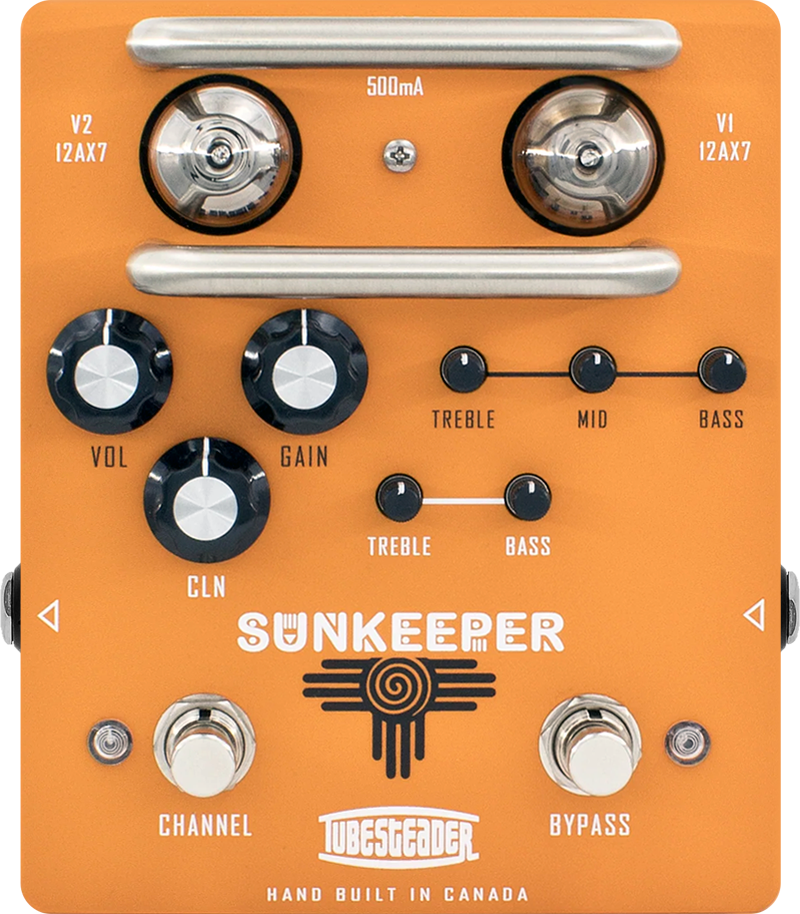 500mA
V2
12AX7
V1
12AX7
TREBLE MID BASS
VOL GAIN
TREBLE BASS
CLN
SUNKEEPER
CHANNEL BYPASS
TUBESTEADER
HAND BUILT IN CANADA